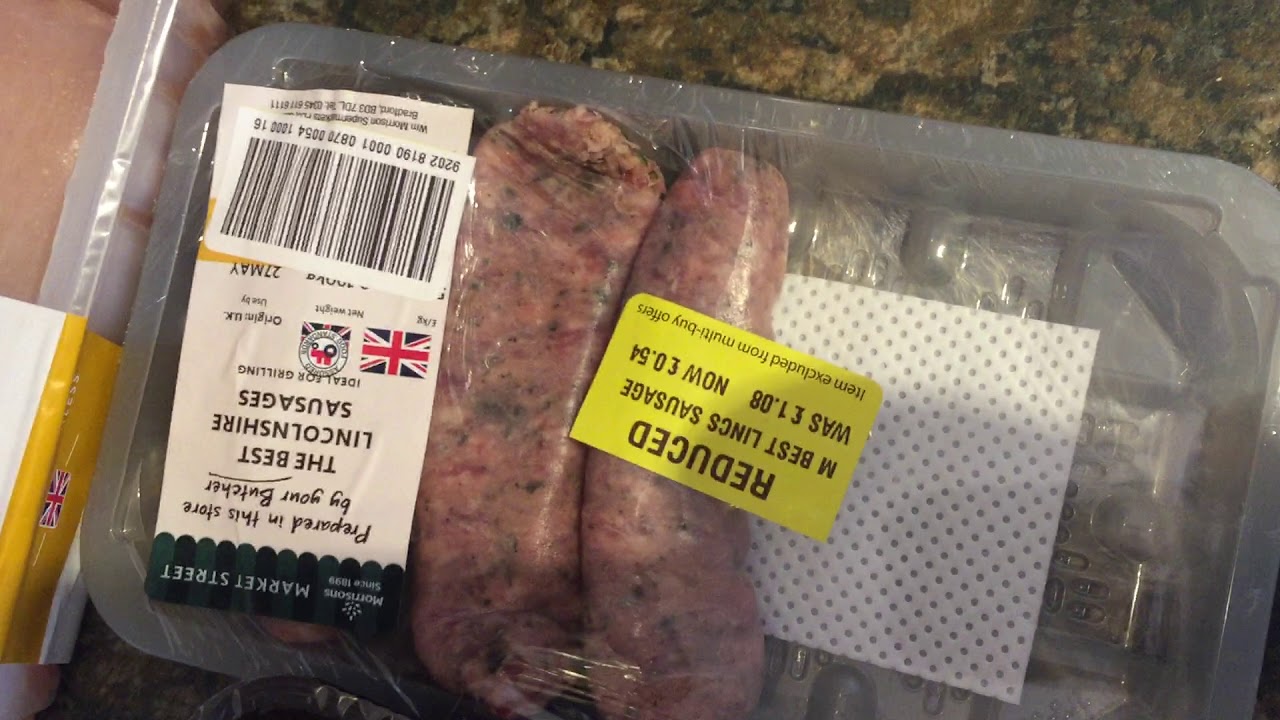 Morrisons
Since 1899
MARKET STREET
Prepared in this store
by your Butcher
THE BEST
LINCOLNSHIRE
SAUSAGES
IDEAL FOR GRILLING
£/kg
Net weight
Origin: U.K.
Use by
27MAY
9202 8190 0001 0870 0054 1000 16
Wm Morrison Supermarkets
Bradford, BD3 7DL. Tel: 0345 611 6111
REDUCED
M BEST LINCS SAUSAGE
WAS £1.08 NOW £0.54
Item excluded from multi-buy offers